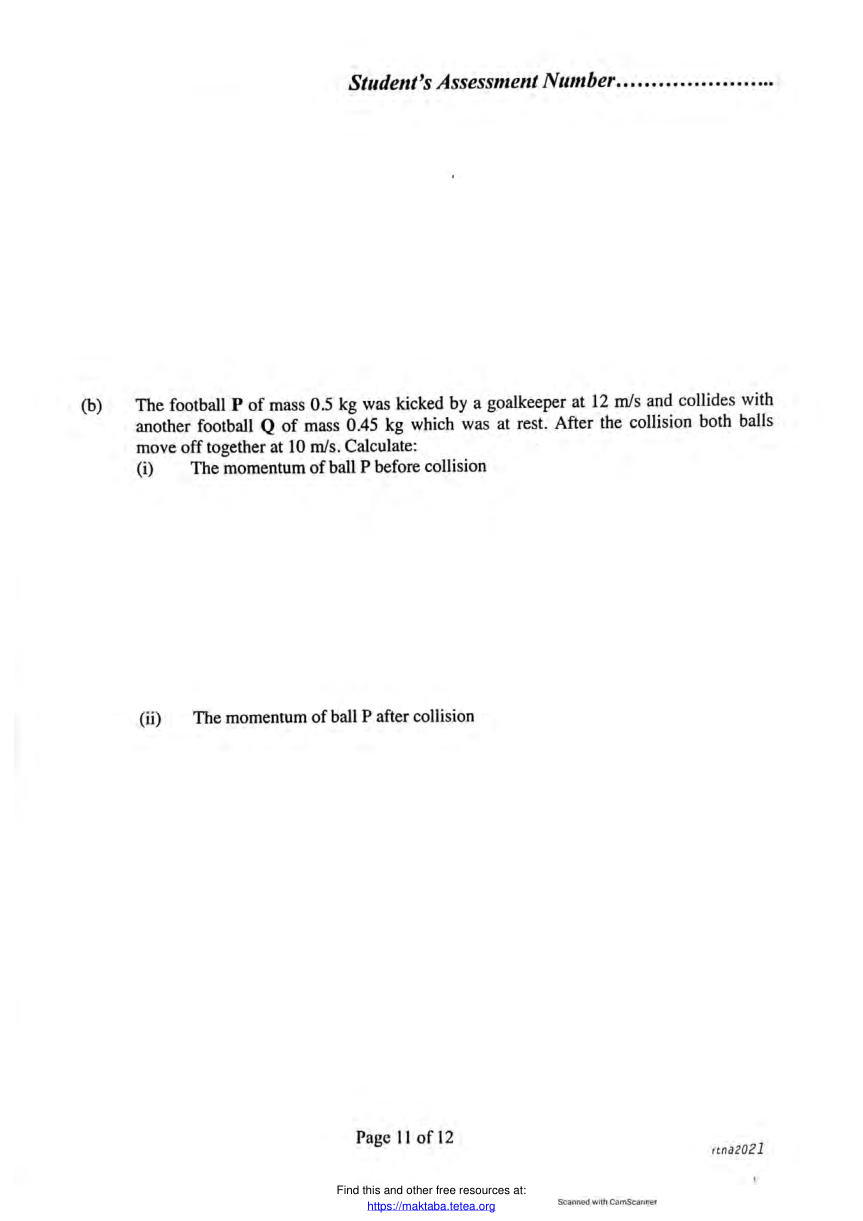 Student's Assessment Number........................
(b) The football P of mass 0.5 kg was kicked by a goalkeeper at 12 m/s and collides with
another football Q of mass 0.45 kg which was at rest. After the collision both balls
move off together at 10 m/s. Calculate:
(i) The momentum of ball P before collision
(ii) The momentum of ball P after collision
Page 11 of 12
rtna2021
Find this and other free resources at:
https://maktaba.tetea.org
Scanned with CamScanner